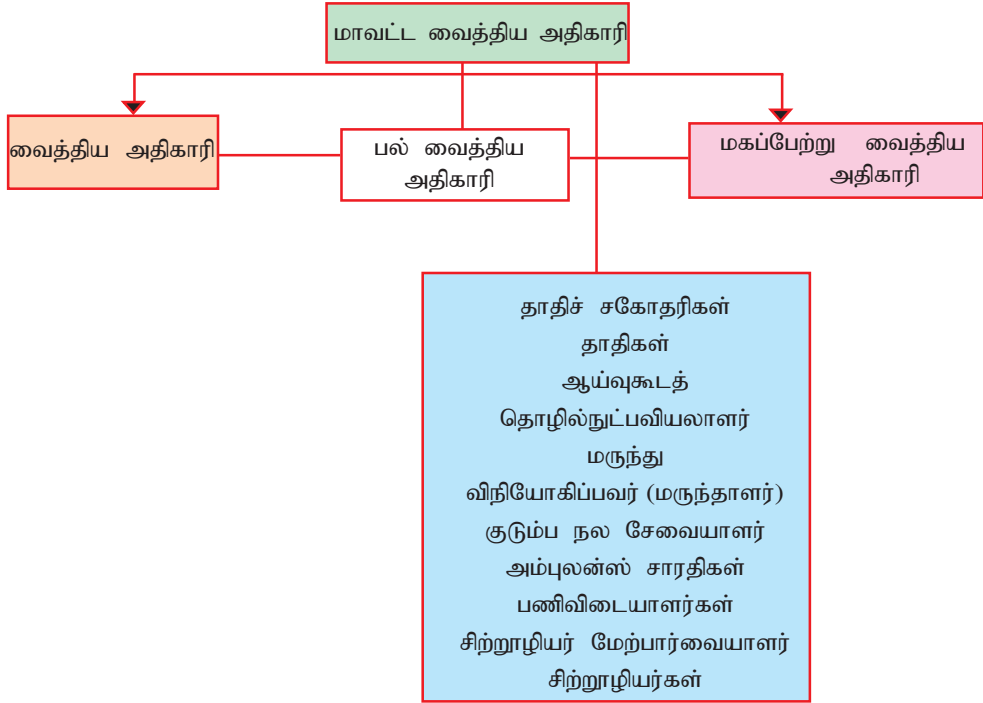 மாவட்ட வைத்திய அதிகாரி
வைத்திய அதிகாரி
பல் வைத்திய
அதிகாரி
மகப்பேற்று வைத்திய
அதிகாரி
தாதிச் சகோதரிகள்
தாதிகள்
ஆய்வுகூடத்
தொழில்நுட்பவியலாளர்
மருந்து
விநியோகிப்பவர் (மருந்தாளர்)
குடும்ப நல சேவையாளர்
அம்புலன்ஸ் சாரதிகள்
பணிவிடையாளர்கள்
சிற்றூழியர் மேற்பார்வையாளர்
சிற்றூழியர்கள்